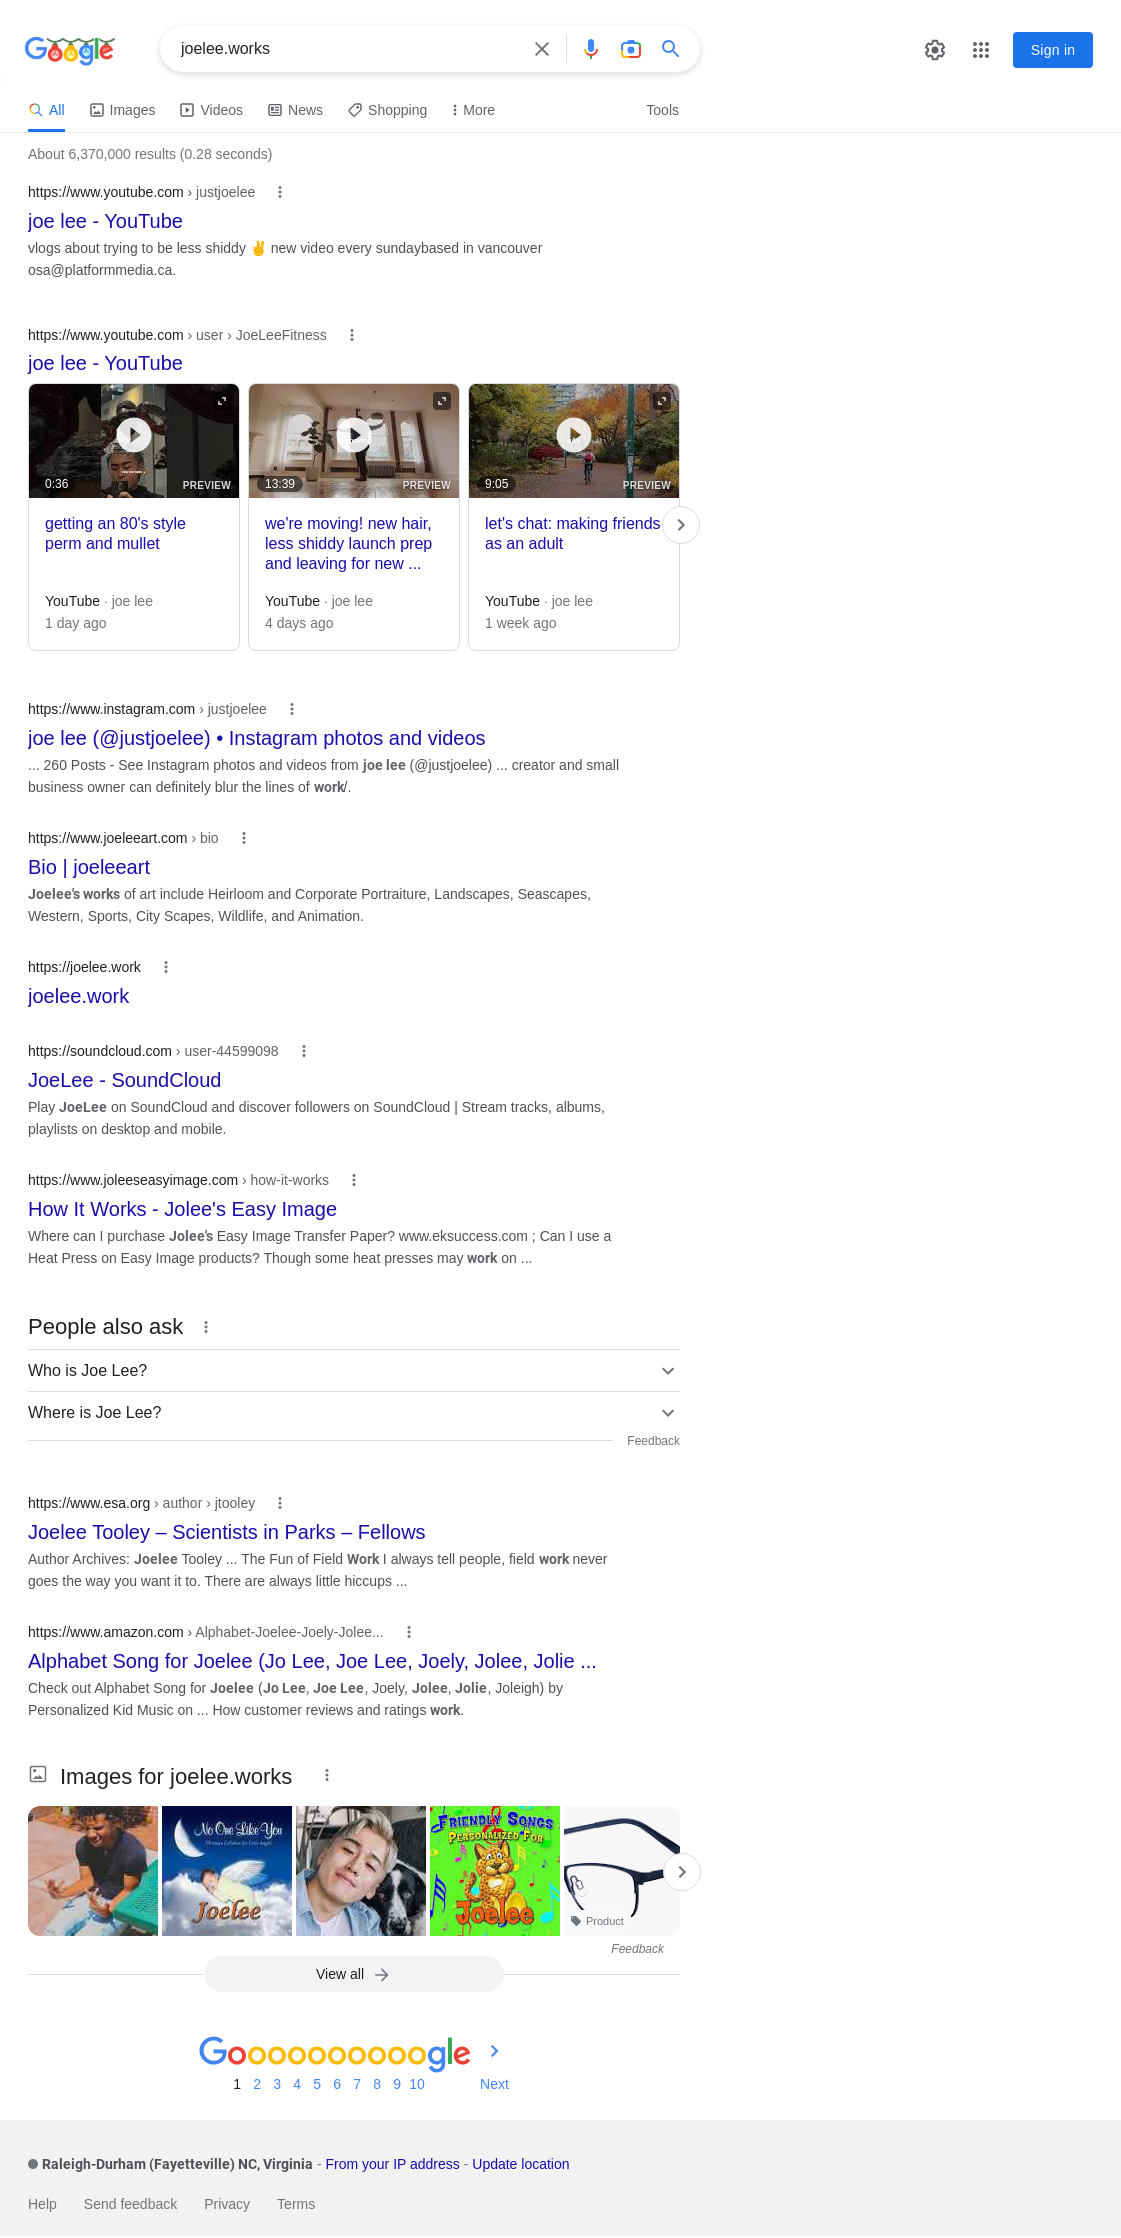 Google
joelee.works
Sign in
All
Images
Videos
News
Shopping
More
Tools
About 6,370,000 results (0.28 seconds)
https://www.youtube.com › justjoelee
joe lee - YouTube
vlogs about trying to be less shiddy ✌️ new video every sundaybased in vancouver
osa@platformmedia.ca.
https://www.youtube.com › user › JoeLeeFitness
joe lee - YouTube
0:36
PREVIEW
getting an 80's style
perm and mullet
YouTube · joe lee
1 day ago
13:39
PREVIEW
we're moving! new hair,
less shiddy launch prep
and leaving for new ...
YouTube · joe lee
4 days ago
9:05
PREVIEW
let's chat: making friends
as an adult
YouTube · joe lee
1 week ago
https://www.instagram.com › justjoelee
joe lee (@justjoelee) • Instagram photos and videos
... 260 Posts - See Instagram photos and videos from joe lee (@justjoelee) ... creator and small
business owner can definitely blur the lines of work/.
https://www.joeleeart.com › bio
Bio | joeleeart
Joelee's works of art include Heirloom and Corporate Portraiture, Landscapes, Seascapes,
Western, Sports, City Scapes, Wildlife, and Animation.
https://joelee.work
joelee.work
https://soundcloud.com › user-44599098
JoeLee - SoundCloud
Play JoeLee on SoundCloud and discover followers on SoundCloud | Stream tracks, albums,
playlists on desktop and mobile.
https://www.joleeseasyimage.com › how-it-works
How It Works - Jolee's Easy Image
Where can I purchase Jolee's Easy Image Transfer Paper? www.eksuccess.com ; Can I use a
Heat Press on Easy Image products? Though some heat presses may work on ...
People also ask
Who is Joe Lee?
Where is Joe Lee?
Feedback
https://www.esa.org › author › jtooley
Joelee Tooley – Scientists in Parks – Fellows
Author Archives: Joelee Tooley ... The Fun of Field Work I always tell people, field work never
goes the way you want it to. There are always little hiccups ...
https://www.amazon.com › Alphabet-Joelee-Joely-Jolee...
Alphabet Song for Joelee (Jo Lee, Joe Lee, Joely, Jolee, Jolie ...
Check out Alphabet Song for Joelee (Jo Lee, Joe Lee, Joely, Jolee, Jolie, Joleigh) by
Personalized Kid Music on ... How customer reviews and ratings work.
Images for joelee.works
No One Like You
Joelee
FRIENDLY SONGS
PERSONALIZED FOR
Joelee
Product
Feedback
View all
Goooooooooogle
1 2 3 4 5 6 7 8 9 10 Next
Raleigh-Durham (Fayetteville) NC, Virginia - From your IP address - Update location
Help
Send feedback
Privacy
Terms